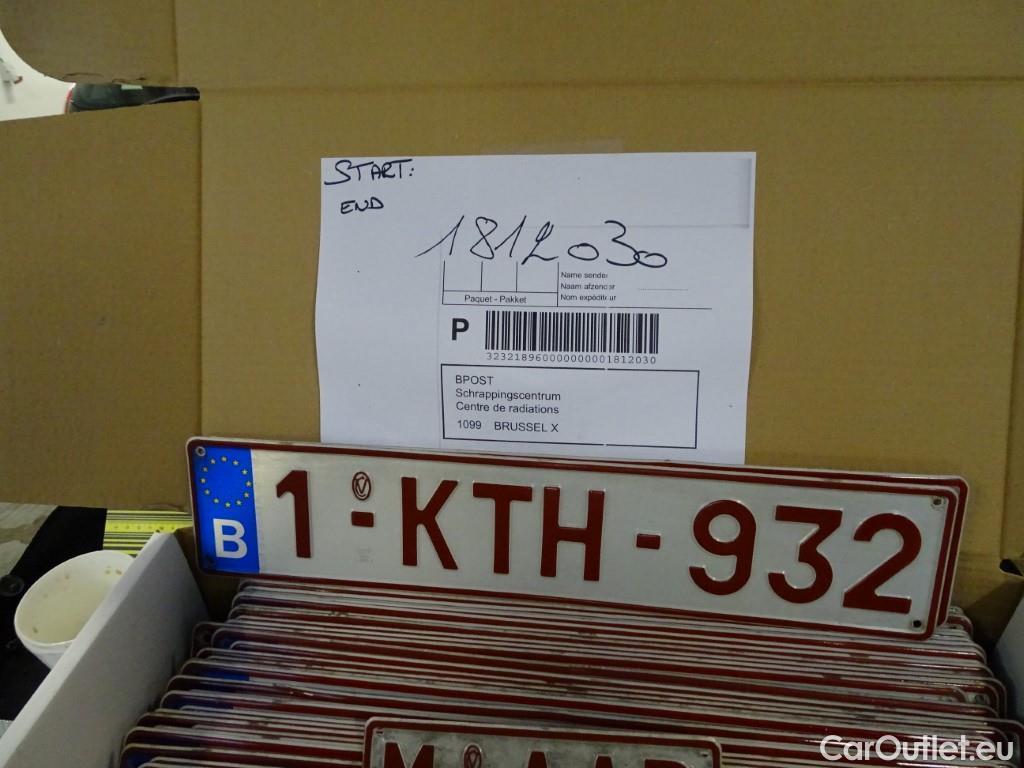 START:
END
1812030
Name sender
Naam afzender
Nom expéditeur
Paquet - Pakket
P
323218960000000001812030
BPOST
Schrappingscentrum
Centre de radiations
1099 BRUSSEL X
B 1-KTH-932
CarOutlet.eu